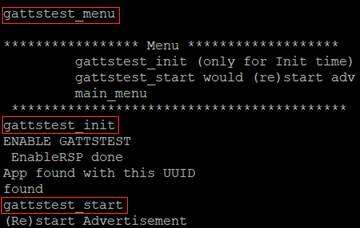 gattstest_menu
***************** Menu *******************
gattstest_init (only for Init time)
gattstest_start would (re)start adv
main_menu
******************************************
gattstest_init
ENABLE GATTSTEST
EnableRSP done
App found with this UUID
found
gattstest_start
(Re)start Advertisement